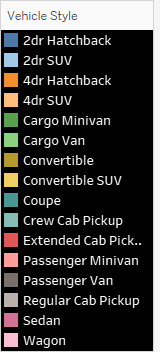 Vehicle Style
2dr Hatchback
2dr SUV
4dr Hatchback
4dr SUV
Cargo Minivan
Cargo Van
Convertible
Convertible SUV
Coupe
Crew Cab Pickup
Extended Cab Pick..
Passenger Minivan
Passenger Van
Regular Cab Pickup
Sedan
Wagon